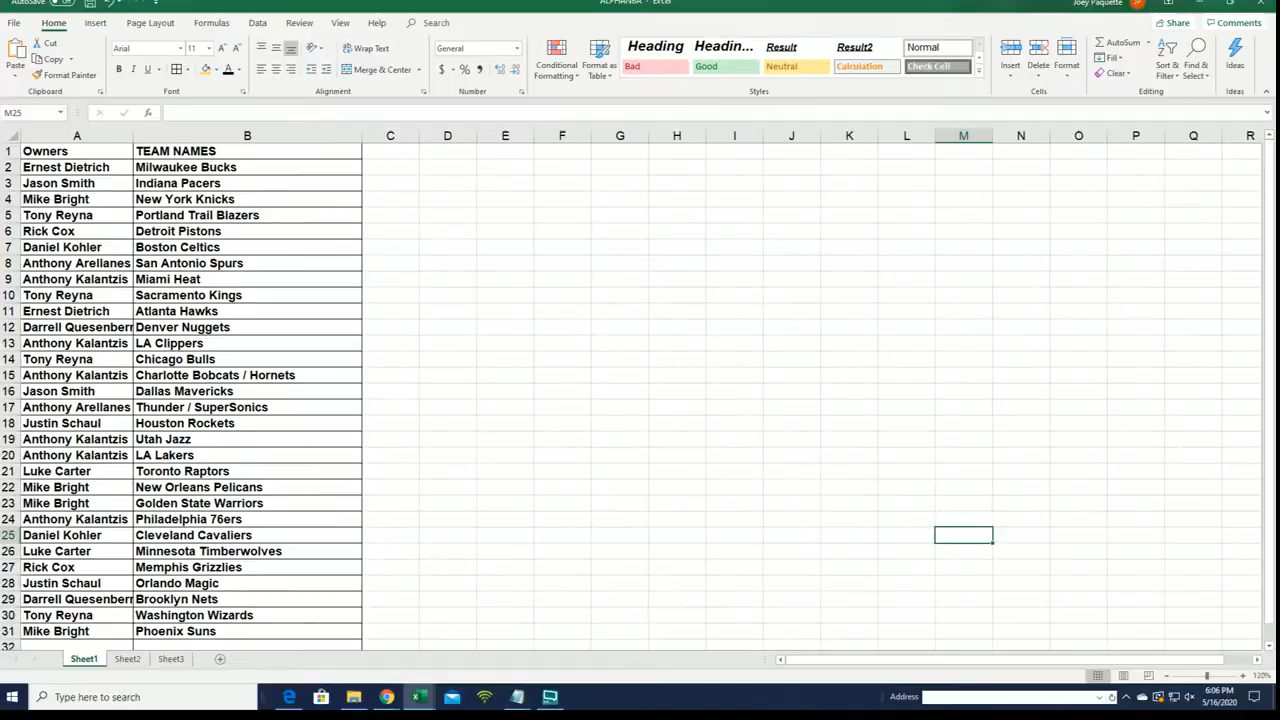 AutoSave Off ALPHANBA - Excel Joey Paquette JP
File Home Insert Page Layout Formulas Data Review View Help Search Share Comments
Paste Cut Copy Format Painter Clipboard
Arial 11 A A B I U A Font
Wrap Text Merge & Center Alignment
General $ % Number
Conditional Formatting Format as Table
Heading Headin... Result Result2 Normal
Bad Good Neutral Calculation Check Cell
Styles
Insert Delete Format Cells
AutoSum Fill Clear Sort & Filter Find & Select Editing
Ideas Ideas
M25 fx
A B C D E F G H I J K L M N O P Q R
1 Owners TEAM NAMES
2 Ernest Dietrich Milwaukee Bucks
3 Jason Smith Indiana Pacers
4 Mike Bright New York Knicks
5 Tony Reyna Portland Trail Blazers
6 Rick Cox Detroit Pistons
7 Daniel Kohler Boston Celtics
8 Anthony Arellanes San Antonio Spurs
9 Anthony Kalantzis Miami Heat
10 Tony Reyna Sacramento Kings
11 Ernest Dietrich Atlanta Hawks
12 Darrell Quesenberr Denver Nuggets
13 Anthony Kalantzis LA Clippers
14 Tony Reyna Chicago Bulls
15 Anthony Kalantzis Charlotte Bobcats / Hornets
16 Jason Smith Dallas Mavericks
17 Anthony Arellanes Thunder / SuperSonics
18 Justin Schaul Houston Rockets
19 Anthony Kalantzis Utah Jazz
20 Anthony Kalantzis LA Lakers
21 Luke Carter Toronto Raptors
22 Mike Bright New Orleans Pelicans
23 Mike Bright Golden State Warriors
24 Anthony Kalantzis Philadelphia 76ers
25 Daniel Kohler Cleveland Cavaliers
26 Luke Carter Minnesota Timberwolves
27 Rick Cox Memphis Grizzlies
28 Justin Schaul Orlando Magic
29 Darrell Quesenberr Brooklyn Nets
30 Tony Reyna Washington Wizards
31 Mike Bright Phoenix Suns
32
Sheet1 Sheet2 Sheet3
120%
Type here to search Address 6:06 PM
5/16/2020